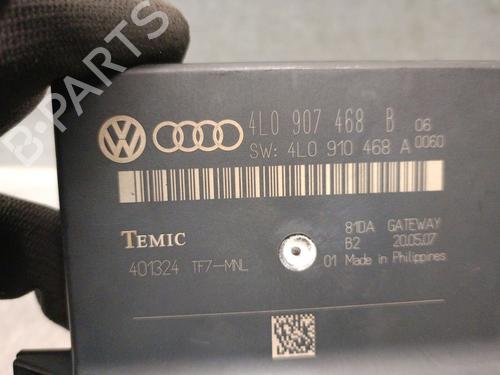 B-PARTS
4L0 907 468 B 06
SW: 4L0 910 468 A 0060
TEMIC
81DA GATEWAY
B2 20.05.07
401324 TF7-MNL
01 Made in Philippines